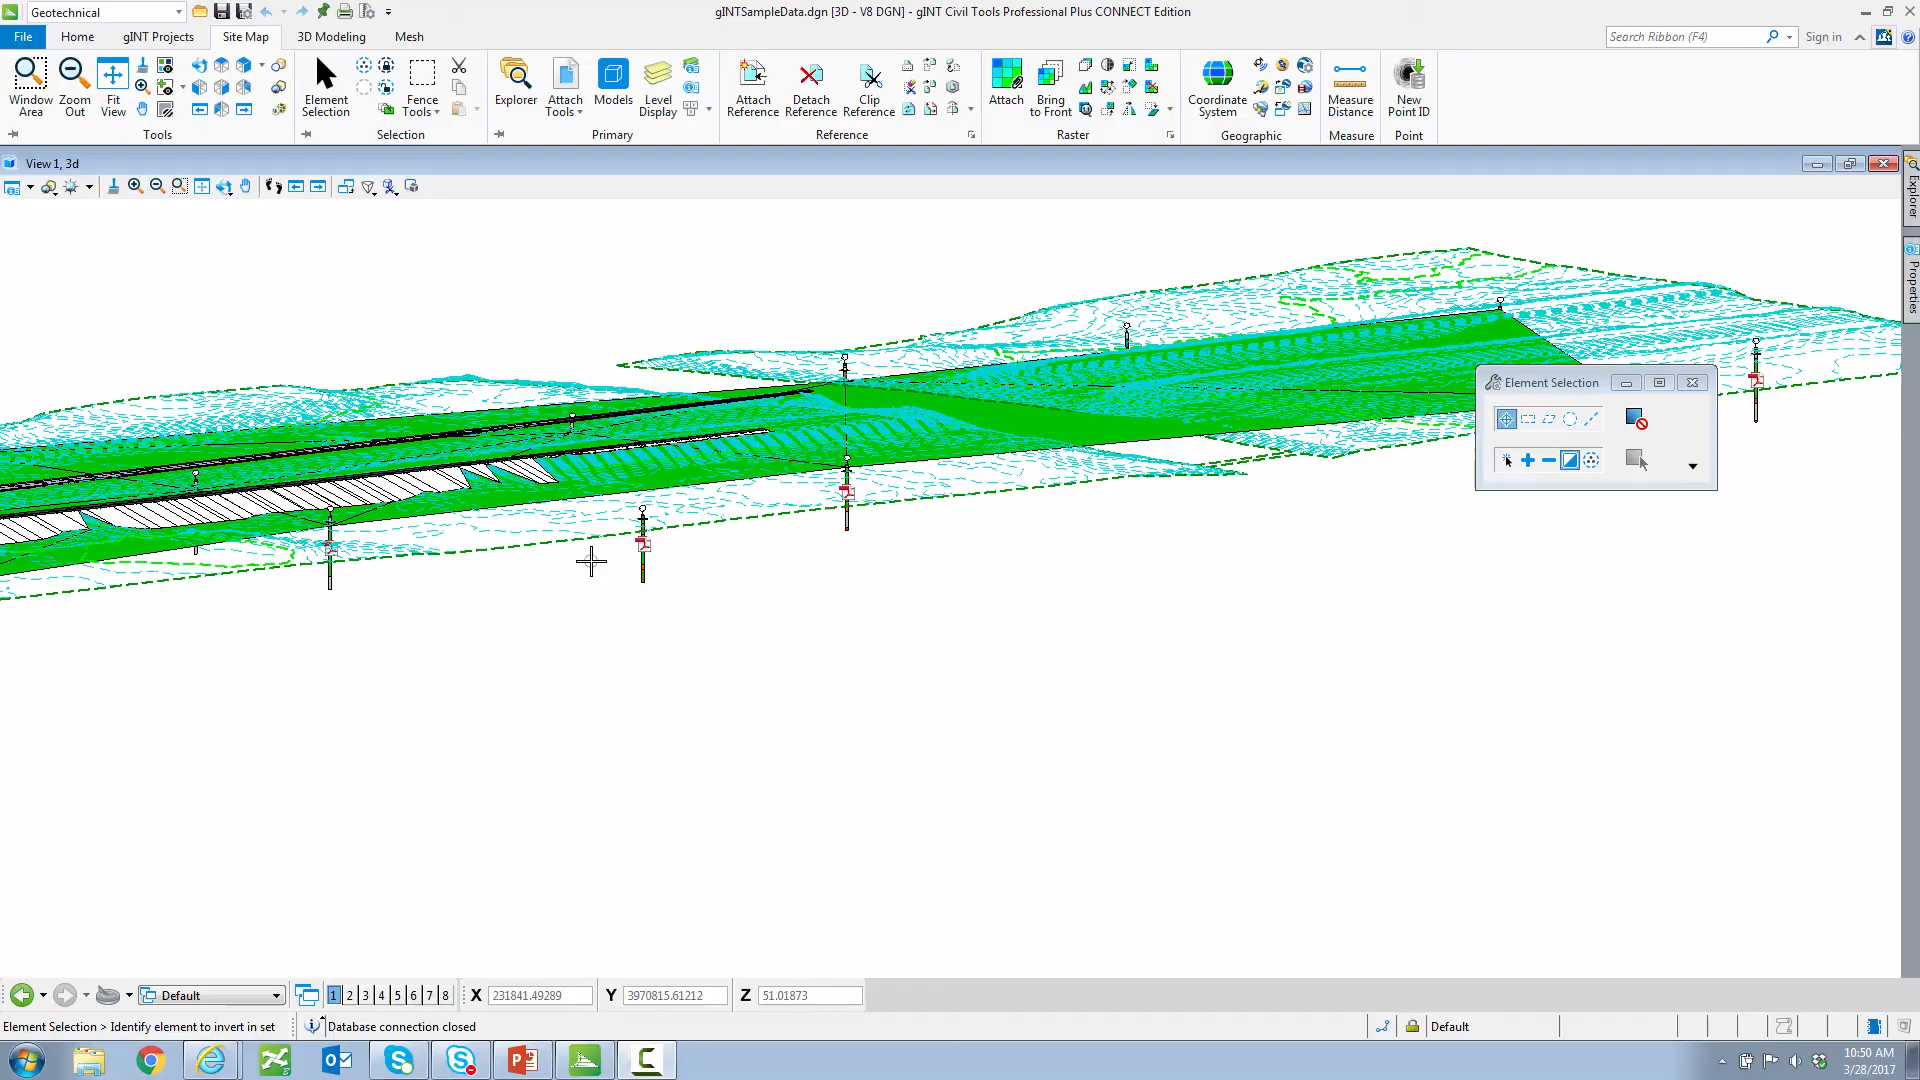 Geotechnical
gINTSampleData.dgn [3D - V8 DGN] - gINT Civil Tools Professional Plus CONNECT Edition
File
Home
gINT Projects
Site Map
3D Modeling
Mesh
Search Ribbon (F4)
Sign in
Window Area
Zoom Out
Fit View
Tools
Element Selection
Fence Tools
Selection
Explorer
Attach Tools
Models
Level Display
Primary
Attach Reference
Detach Reference
Clip Reference
Reference
Attach
Bring to Front
Raster
Coordinate System
Geographic
Measure Distance
Measure
New Point ID
Point
View 1, 3d
Explorer
Properties
Element Selection
Default
1 2 3 4 5 6 7 8
X 231841.49289
Y 3970815.61212
Z 51.01873
Element Selection > Identify element to invert in set
Database connection closed
Default
10:50 AM
3/28/2017